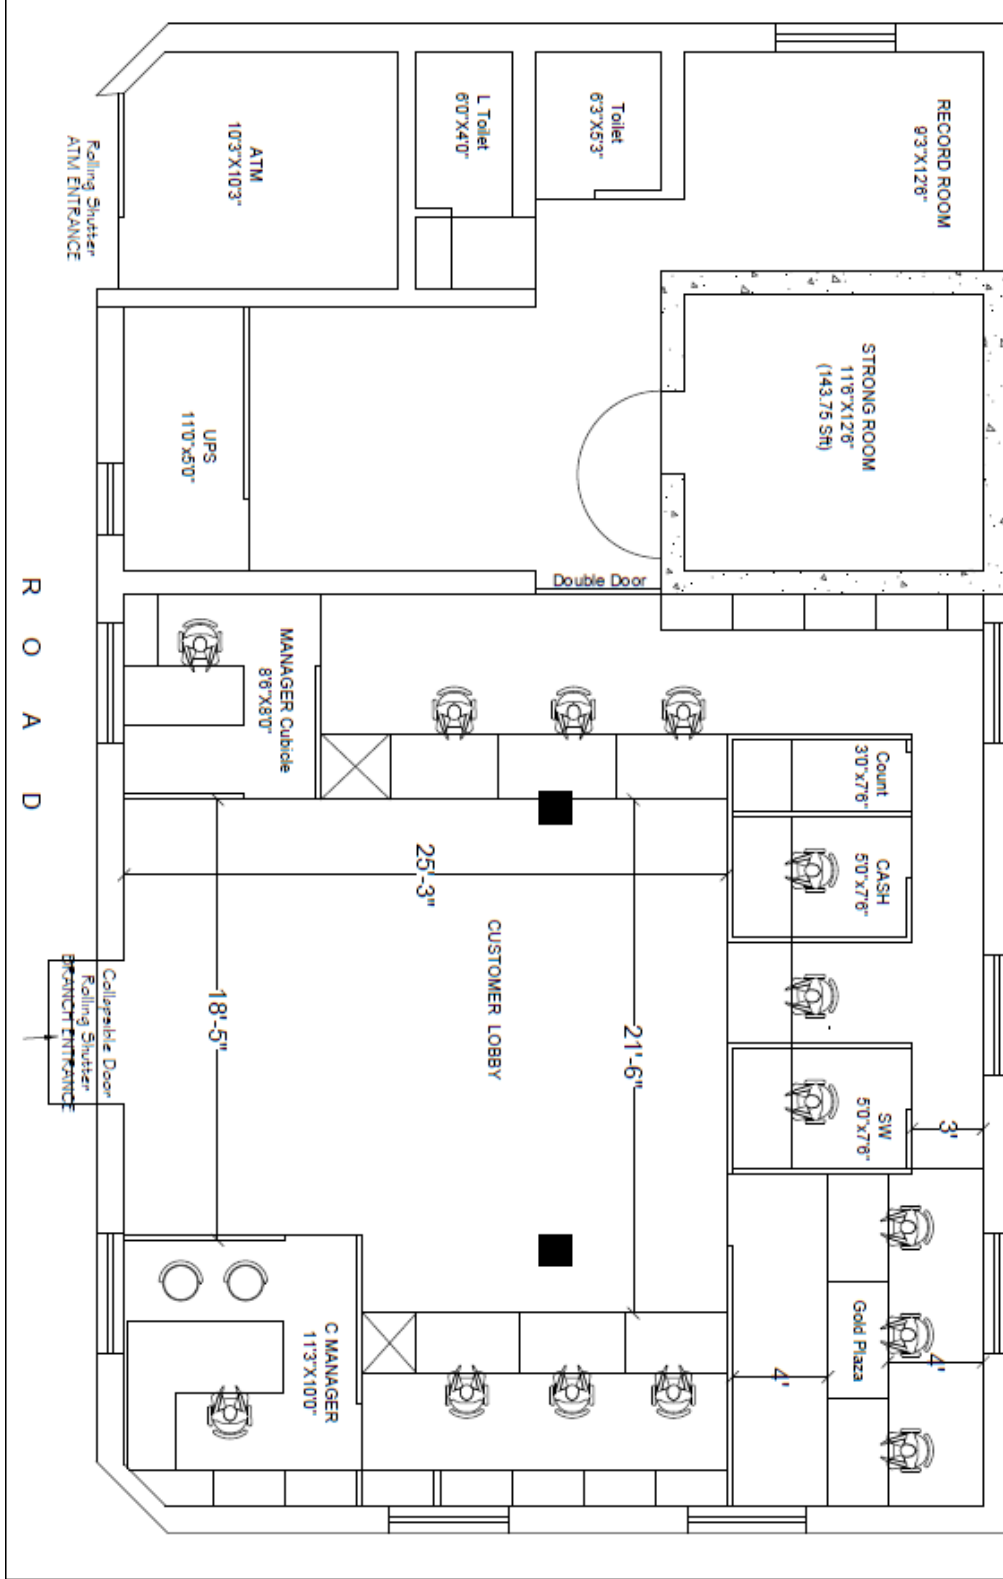 RECORD ROOM
9'3"X12'6"
STRONG ROOM
11'6"X12'6"
(143.75 Sft)
Toilet
6'3"X5'3"
L Toilet
6'0"X4'0"
ATM
10'3"X10'3"
Rolling Shutter
ATM ENTRANCE
UPS
11'0"x5'0"
Double Door
MANAGER Cubicle
8'6"X8'0"
Count
3'0"x7'6"
CASH
5'0"x7'6"
SW
5'0"x7'6"
3'
Gold Plaza
4'
4'
25'-3"
CUSTOMER LOBBY
21'-6"
18'-5"
C MANAGER
11'3"X10'0"
Collapsible Door
Rolling Shutter
BRANCH ENTRANCE
R O A D